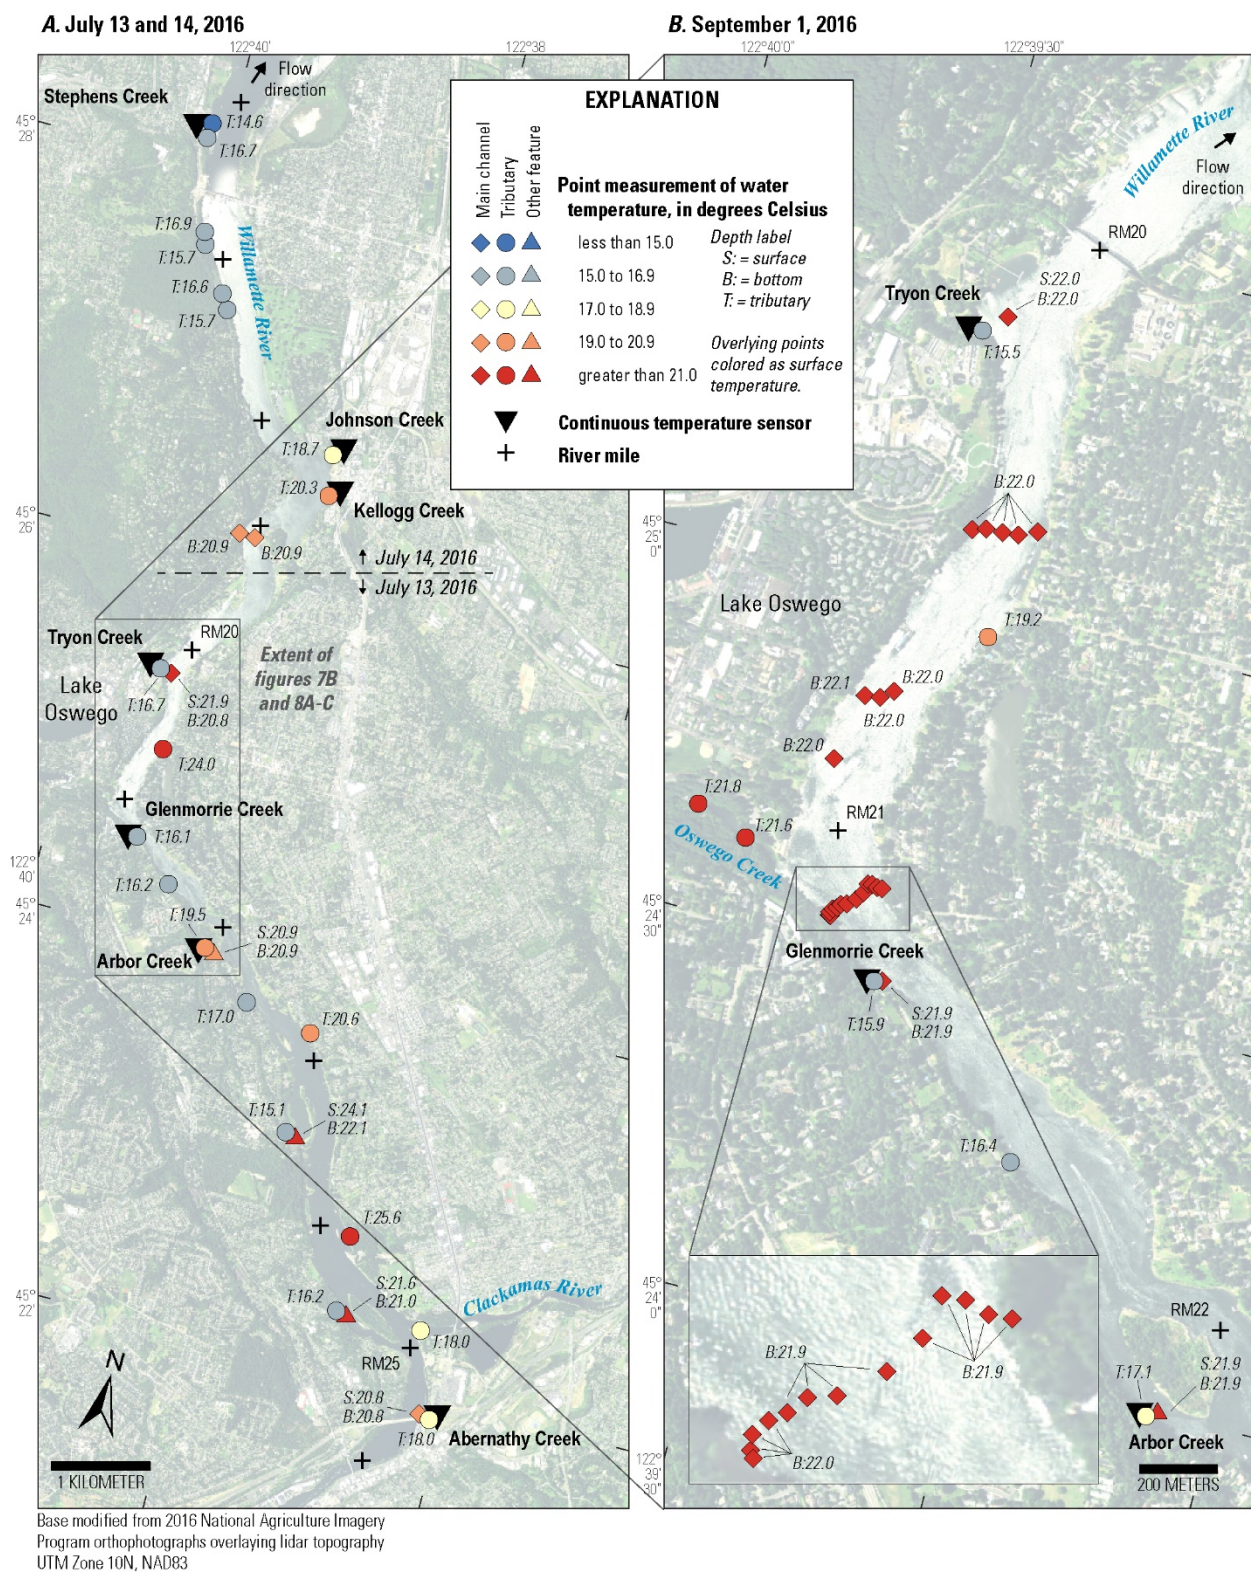 A. July 13 and 14, 2016
B. September 1, 2016
122°40'
122°38'
122°40'0"
122°39'30"
Flow
direction
Stephens Creek
45°
28'
T:14.6
T:16.7
T:16.9
T:15.7
T:16.6
T:15.7
Willamette River
EXPLANATION
Main channel
Tributary
Other feature
Point measurement of water
temperature, in degrees Celsius
less than 15.0
15.0 to 16.9
17.0 to 18.9
19.0 to 20.9
greater than 21.0
Depth label
S: = surface
B: = bottom
T: = tributary
Overlying points
colored as surface
temperature.
Continuous temperature sensor
River mile
Johnson Creek
T:18.7
T:20.3
Kellogg Creek
45°
26'
B:20.9
B:20.9
July 14, 2016
July 13, 2016
Tryon Creek
RM20
Extent of
figures 7B
and 8A-C
Lake
Oswego
T:16.7
S:21.9
B:20.8
T:24.0
Glenmorrie Creek
T:16.1
122°
40'
T:16.2
45°
24'
T:19.5
S:20.9
B:20.9
Arbor Creek
T:17.0
T:20.6
T:15.1
S:24.1
B:22.1
T:25.6
45°
22'
T:16.2
S:21.6
B:21.0
Clackamas River
T:18.0
RM25
N
S:20.8
B:20.8
T:18.0
Abernathy Creek
1 KILOMETER
Willamette River
Flow
direction
RM20
S:22.0
B:22.0
Tryon Creek
T:15.5
B:22.0
45°
25'
0"
Lake Oswego
T:19.2
B:22.1
B:22.0
B:22.0
B:22.0
T:21.8
T:21.6
RM21
Oswego Creek
45°
24'
30"
Glenmorrie Creek
T:15.9
S:21.9
B:21.9
T:16.4
45°
24'
0"
RM22
B:21.9
B:21.9
B:22.0
T:17.1
S:21.9
B:21.9
Arbor Creek
122°
39'
30"
200 METERS
Base modified from 2016 National Agriculture Imagery
Program orthophotographs overlaying lidar topography
UTM Zone 10N, NAD83